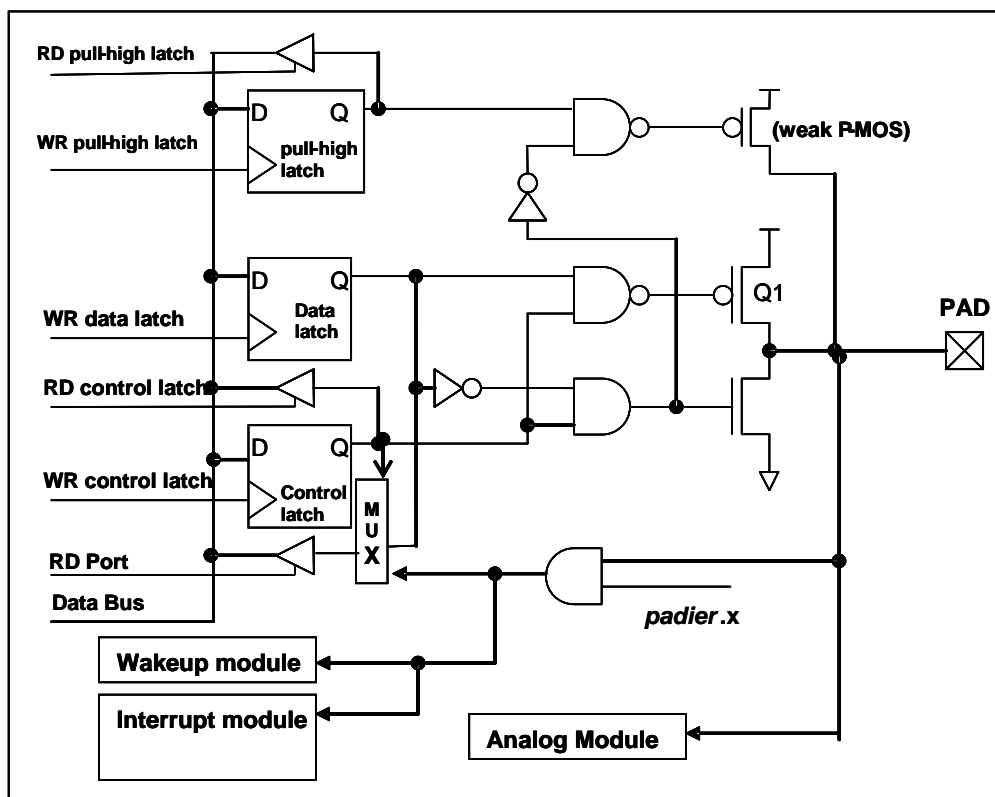 RD pull-high latch
D
Q
WR pull-high latch
pull-high
latch
(weak P-MOS)
D
Q
Data
latch
WR data latch
Q1
PAD
RD control latch
D
Q
WR control latch
Control
latch
M
U
X
RD Port
Data Bus
padier.x
Wakeup module
Interrupt module
Analog Module